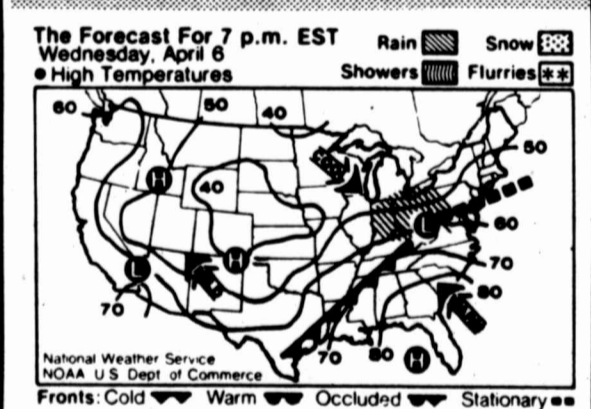 The Forecast For 7 p.m. EST
Wednesday, April 6
● High Temperatures
Rain Snow
Showers Flurries
60 50 40
50
H
40
L 60
H
L
70 70
80
70 80 H
National Weather Service
NOAA U S Dept of Commerce
Fronts: Cold Warm Occluded Stationary